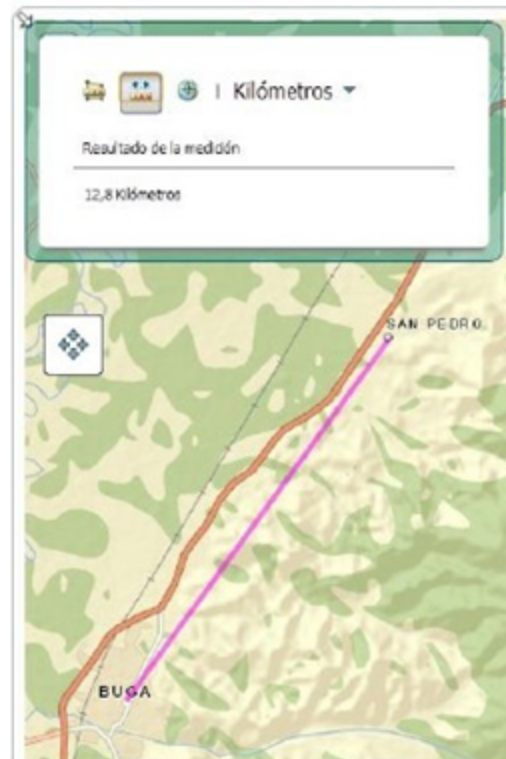 Kilómetros
Resultado de la medición
12,8 Kilómetros
SAN PEDRO
BUGA